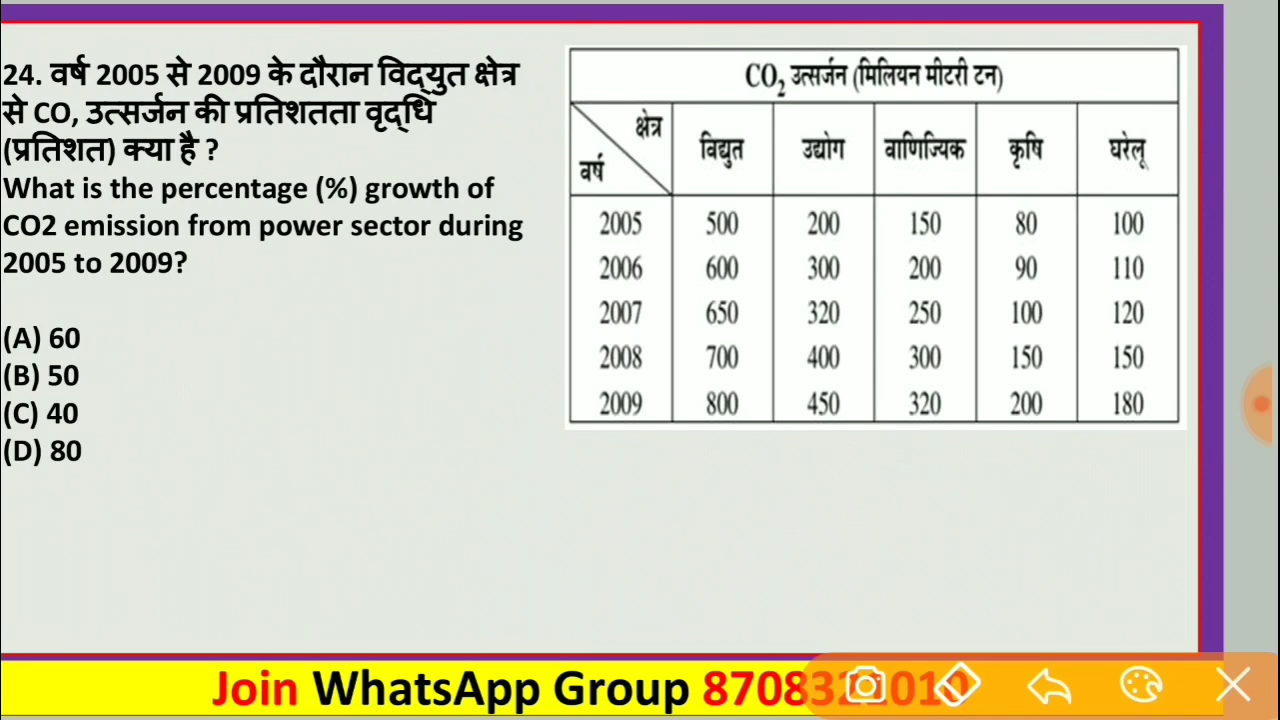 24. वर्ष 2005 से 2009 के दौरान विद्युत क्षेत्र
से CO, उत्सर्जन की प्रतिशतता वृद्धि
(प्रतिशत) क्या है ?
What is the percentage (%) growth of
CO2 emission from power sector during
2005 to 2009?
(A) 60
(B) 50
(C) 40
(D) 80
CO₂ उत्सर्जन (मिलियन मीटरी टन)
क्षेत्र
वर्ष
विद्युत उद्योग वाणिज्यिक कृषि घरेलू
2005 500 200 150 80 100
2006 600 300 200 90 110
2007 650 320 250 100 120
2008 700 400 300 150 150
2009 800 450 320 200 180
Join WhatsApp Group